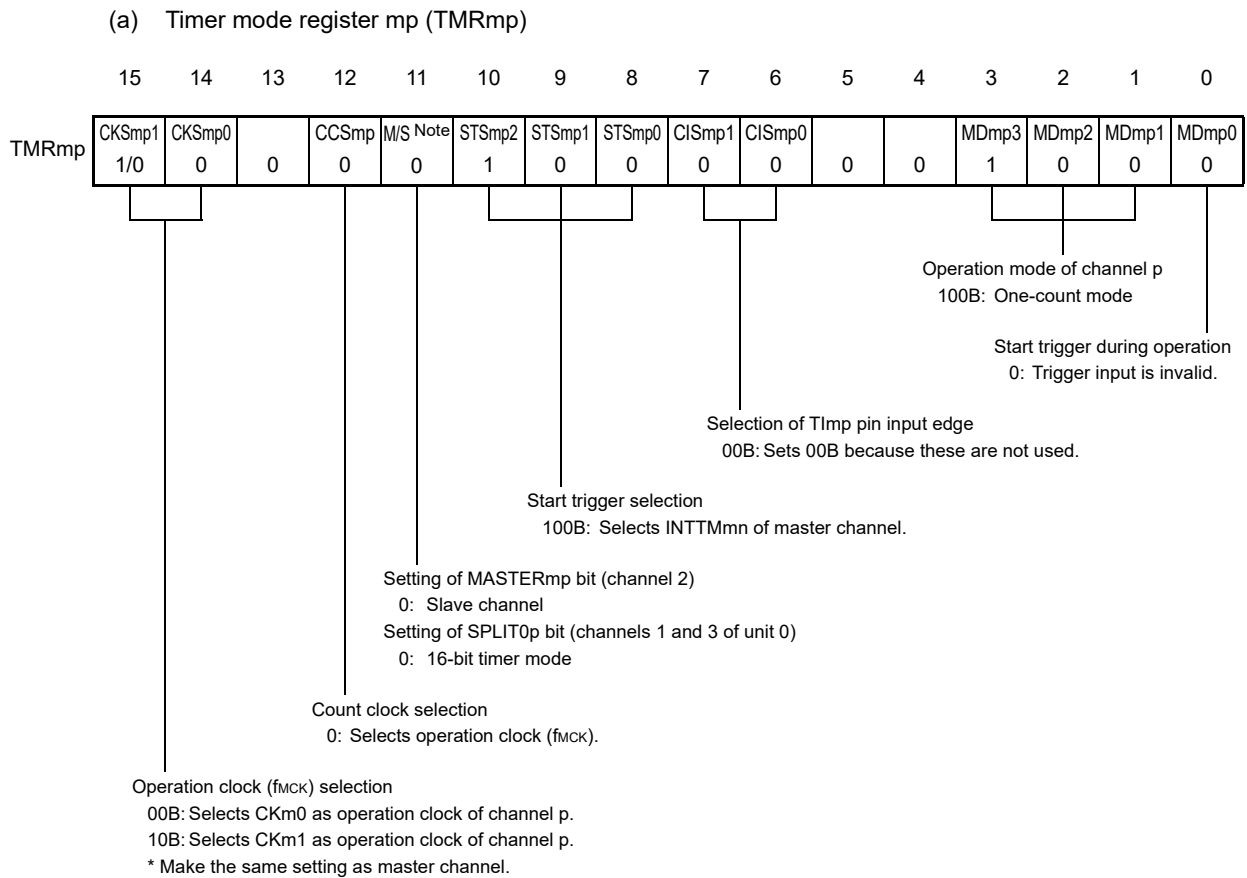 (a) Timer mode register mp (TMRmp)
15 14 13 12 11 10 9 8 7 6 5 4 3 2 1 0
TMRmp
CKSmp1 CKSmp0 CCSmp M/S Note STSmp2 STSmp1 STSmp0 CISmp1 CISmp0 MDmp3 MDmp2 MDmp1 MDmp0
1/0 0 0 0 0 1 0 0 0 0 0 0 1 0 0 0
Operation mode of channel p
100B: One-count mode
Start trigger during operation
0: Trigger input is invalid.
Selection of TImp pin input edge
00B: Sets 00B because these are not used.
Start trigger selection
100B: Selects INTTMmn of master channel.
Setting of MASTERmp bit (channel 2)
0: Slave channel
Setting of SPLIT0p bit (channels 1 and 3 of unit 0)
0: 16-bit timer mode
Count clock selection
0: Selects operation clock (fMCK).
Operation clock (fMCK) selection
00B: Selects CKm0 as operation clock of channel p.
10B: Selects CKm1 as operation clock of channel p.
* Make the same setting as master channel.